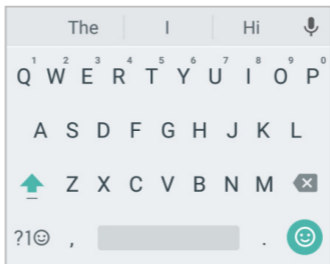 The I Hi
1 2 3 4 5 6 7 8 9 0
Q W E R T Y U I O P
A S D F G H J K L
Z X C V B N M
?1☺ , .